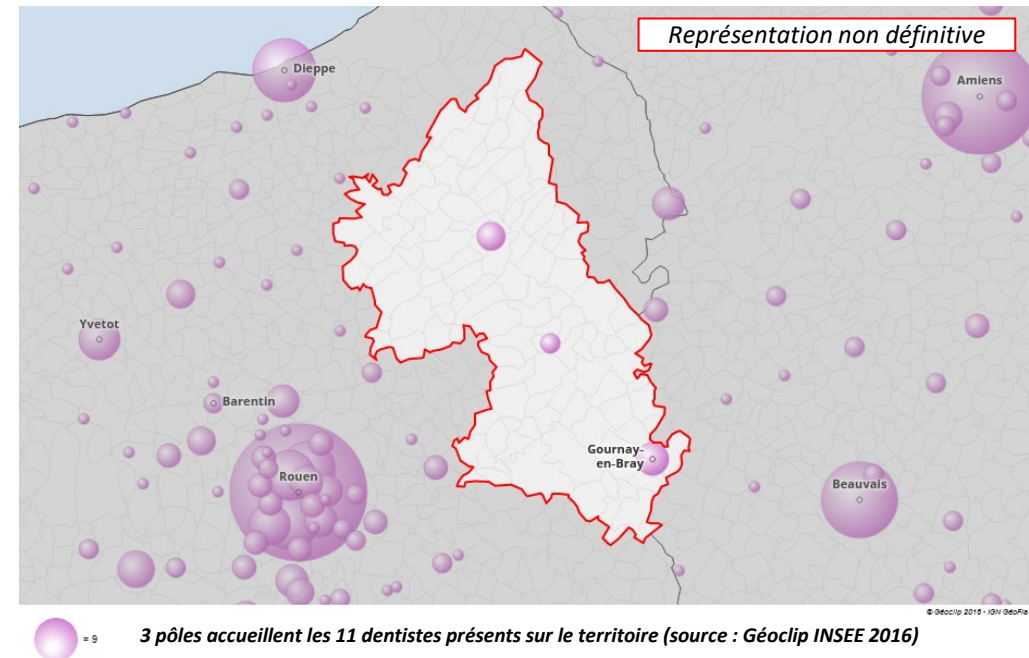 Représentation non définitive
Dieppe
Amiens
Yvetot
Barentin
Gournay-
en-Bray
Rouen
Beauvais
© Géoclip 2016 - IGN GéoFla
= 9
3 pôles accueillent les 11 dentistes présents sur le territoire (source : Géoclip INSEE 2016)